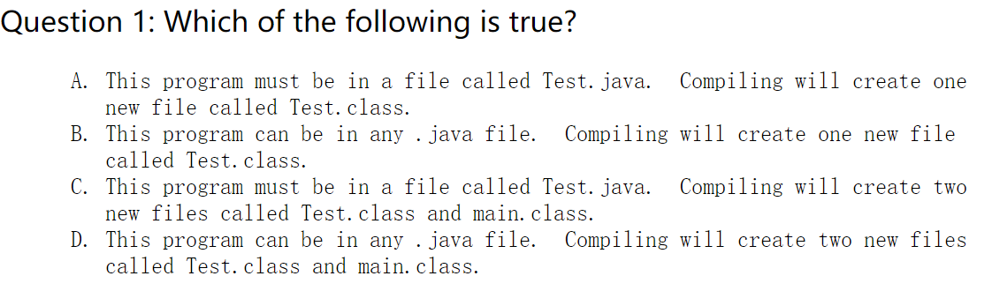 Question 1: Which of the following is true?
A. This program must be in a file called Test.java. Compiling will create one
new file called Test.class.
B. This program can be in any .java file. Compiling will create one new file
called Test.class.
C. This program must be in a file called Test.java. Compiling will create two
new files called Test.class and main.class.
D. This program can be in any .java file. Compiling will create two new files
called Test.class and main.class.